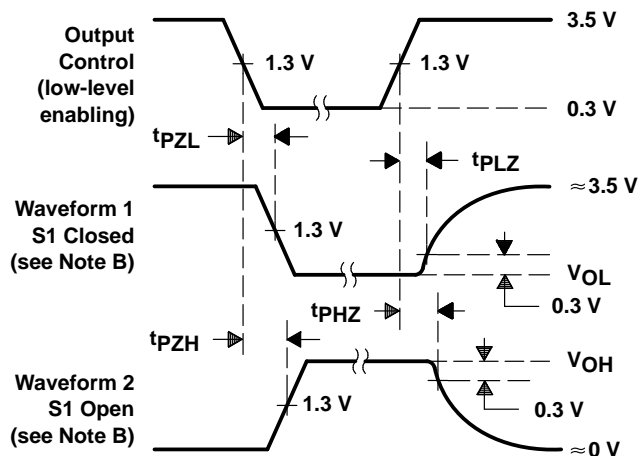 Output
Control
(low-level
enabling)
3.5 V
1.3 V
1.3 V
0.3 V
tPZL
tPLZ
Waveform 1
S1 Closed
(see Note B)
≈3.5 V
1.3 V
VOL
0.3 V
tPHZ
tPZH
VOH
Waveform 2
S1 Open
(see Note B)
1.3 V
0.3 V
≈0 V